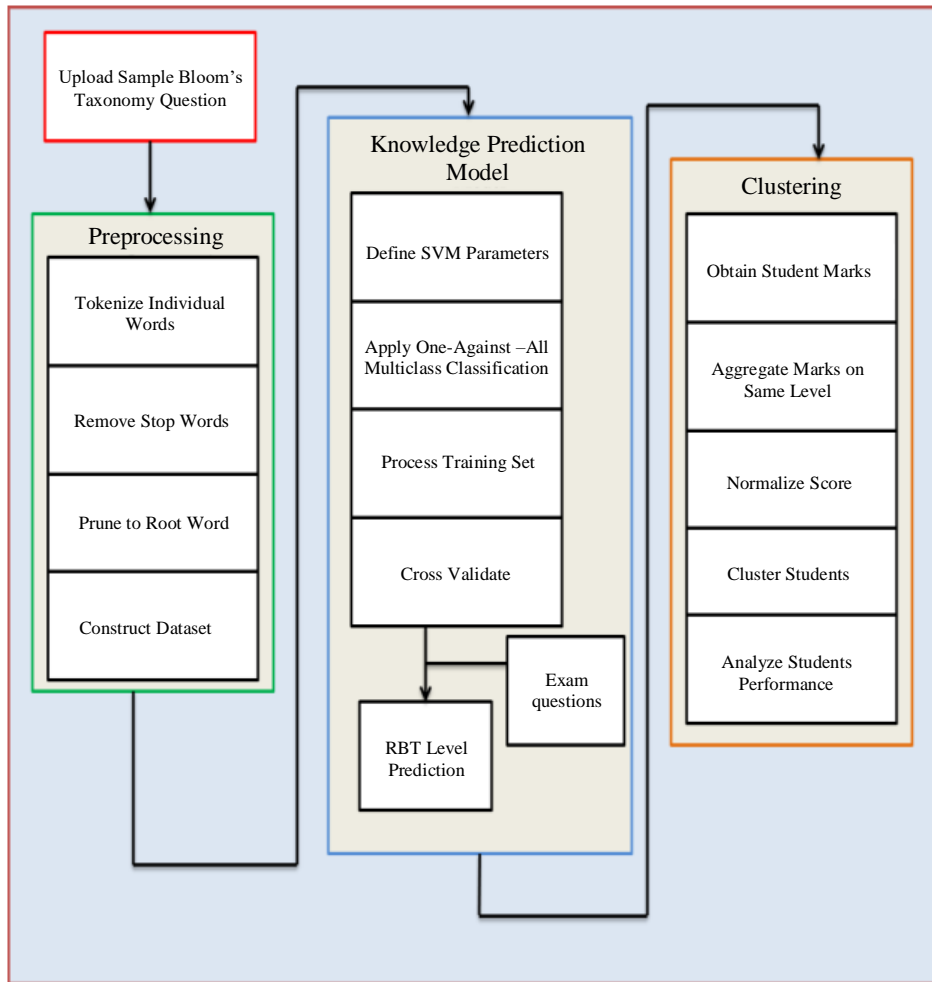 Upload Sample Bloom’s
Taxonomy Question
Preprocessing
Tokenize Individual
Words
Remove Stop Words
Prune to Root Word
Construct Dataset
Knowledge Prediction
Model
Define SVM Parameters
Apply One-Against –All
Multiclass Classification
Process Training Set
Cross Validate
Exam
questions
RBT Level
Prediction
Clustering
Obtain Student Marks
Aggregate Marks on
Same Level
Normalize Score
Cluster Students
Analyze Students
Performance